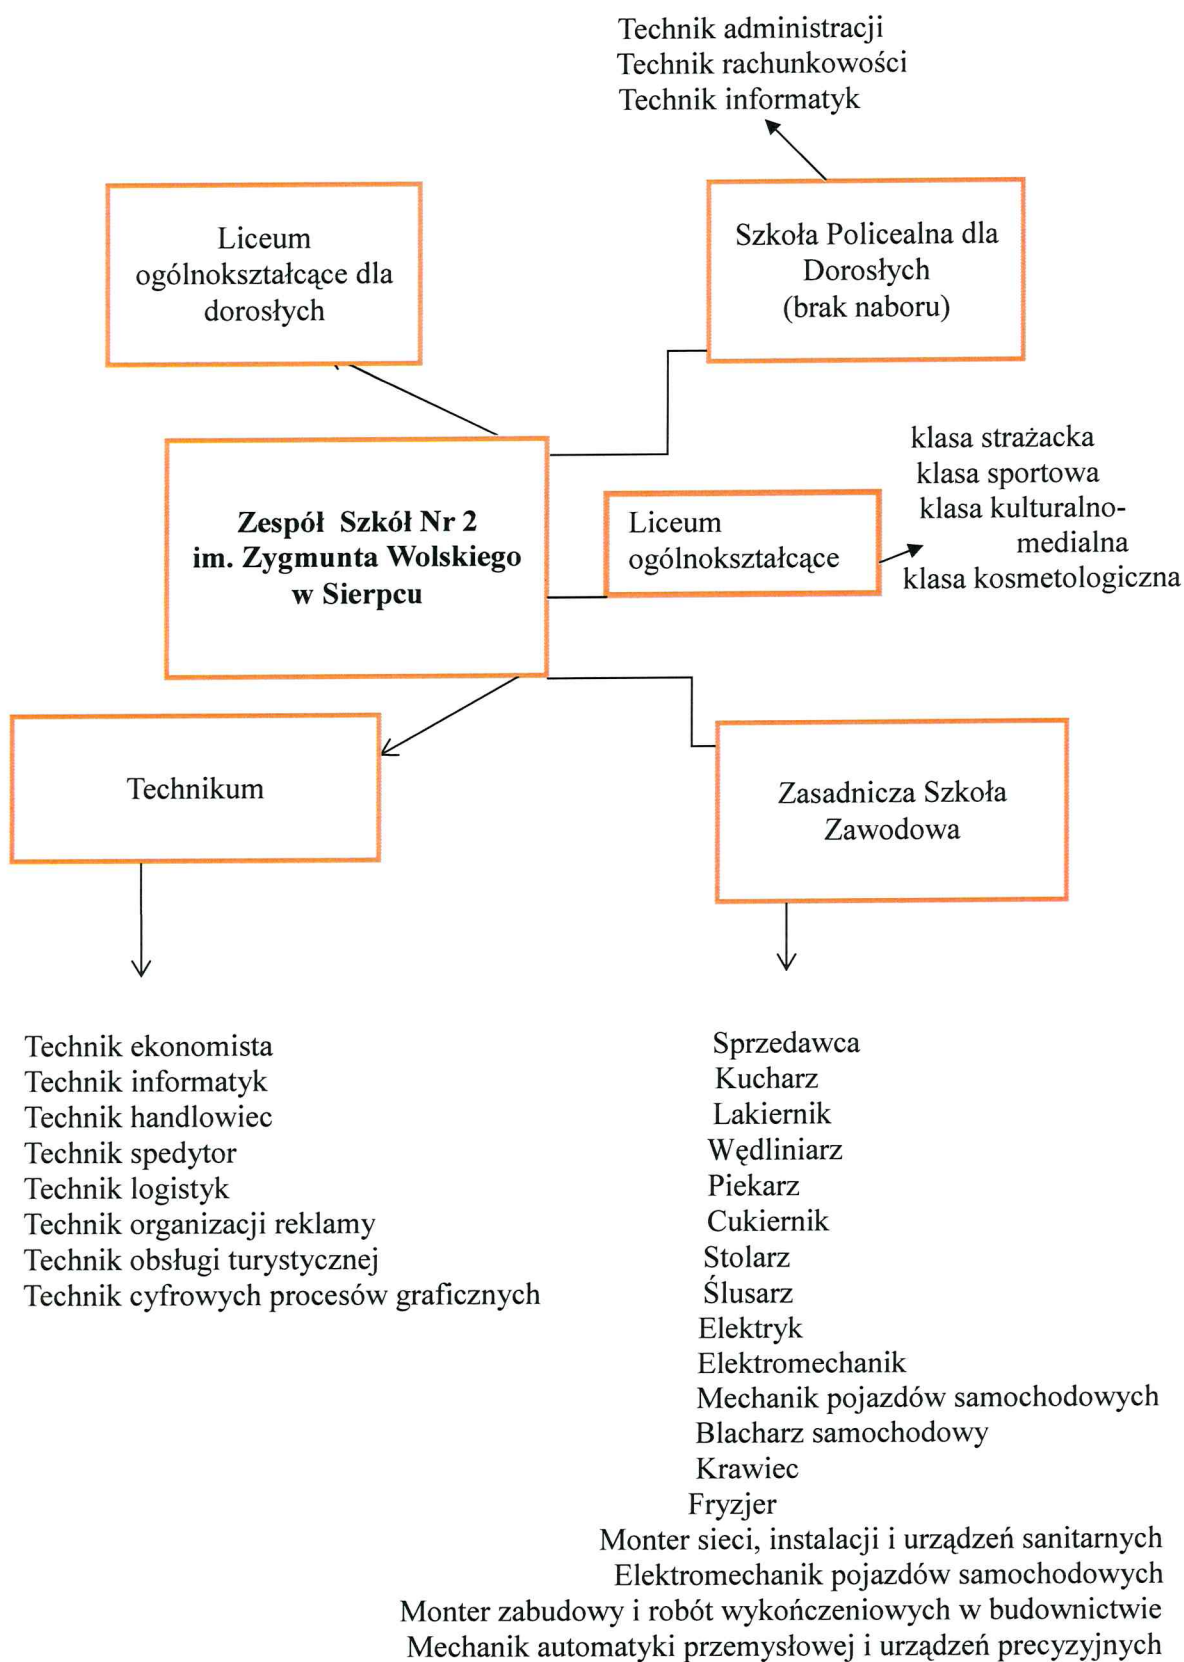 Technik administracji
Technik rachunkowości
Technik informatyk
Liceum
ogólnokształcące dla
dorosłych
Szkoła Policealna dla
Dorosłych
(brak naboru)
Zespół Szkół Nr 2
im. Zygmunta Wolskiego
w Sierpcu
Liceum
ogólnokształcące
klasa strażacka
klasa sportowa
klasa kulturalno-
medialna
klasa kosmetologiczna
Technikum
Zasadnicza Szkoła
Zawodowa
Technik ekonomista
Technik informatyk
Technik handlowiec
Technik spedytor
Technik logistyk
Technik organizacji reklamy
Technik obsługi turystycznej
Technik cyfrowych procesów graficznych
Sprzedawca
Kucharz
Lakiernik
Wędliniarz
Piekarz
Cukiernik
Stolarz
Ślusarz
Elektryk
Elektromechanik
Mechanik pojazdów samochodowych
Blacharz samochodowy
Krawiec
Fryzjer
Monter sieci, instalacji i urządzeń sanitarnych
Elektromechanik pojazdów samochodowych
Monter zabudowy i robót wykończeniowych w budownictwie
Mechanik automatyki przemysłowej i urządzeń precyzyjnych